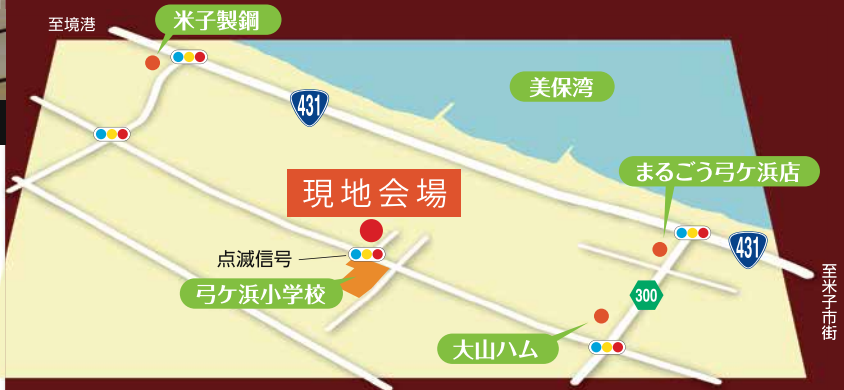 至境港
米子製鋼
431
美保湾
まるごう弓ケ浜店
現地会場
431
点滅信号
弓ケ浜小学校
300
至米子市街
大山ハム